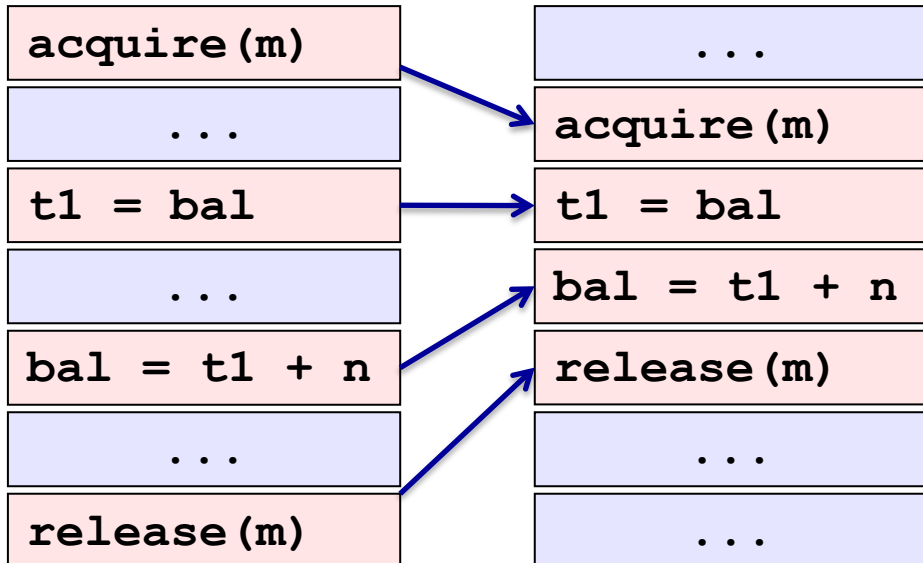 acquire(m)
...
t1 = bal
...
bal = t1 + n
...
release(m)
...
acquire(m)
t1 = bal
bal = t1 + n
release(m)
...
...